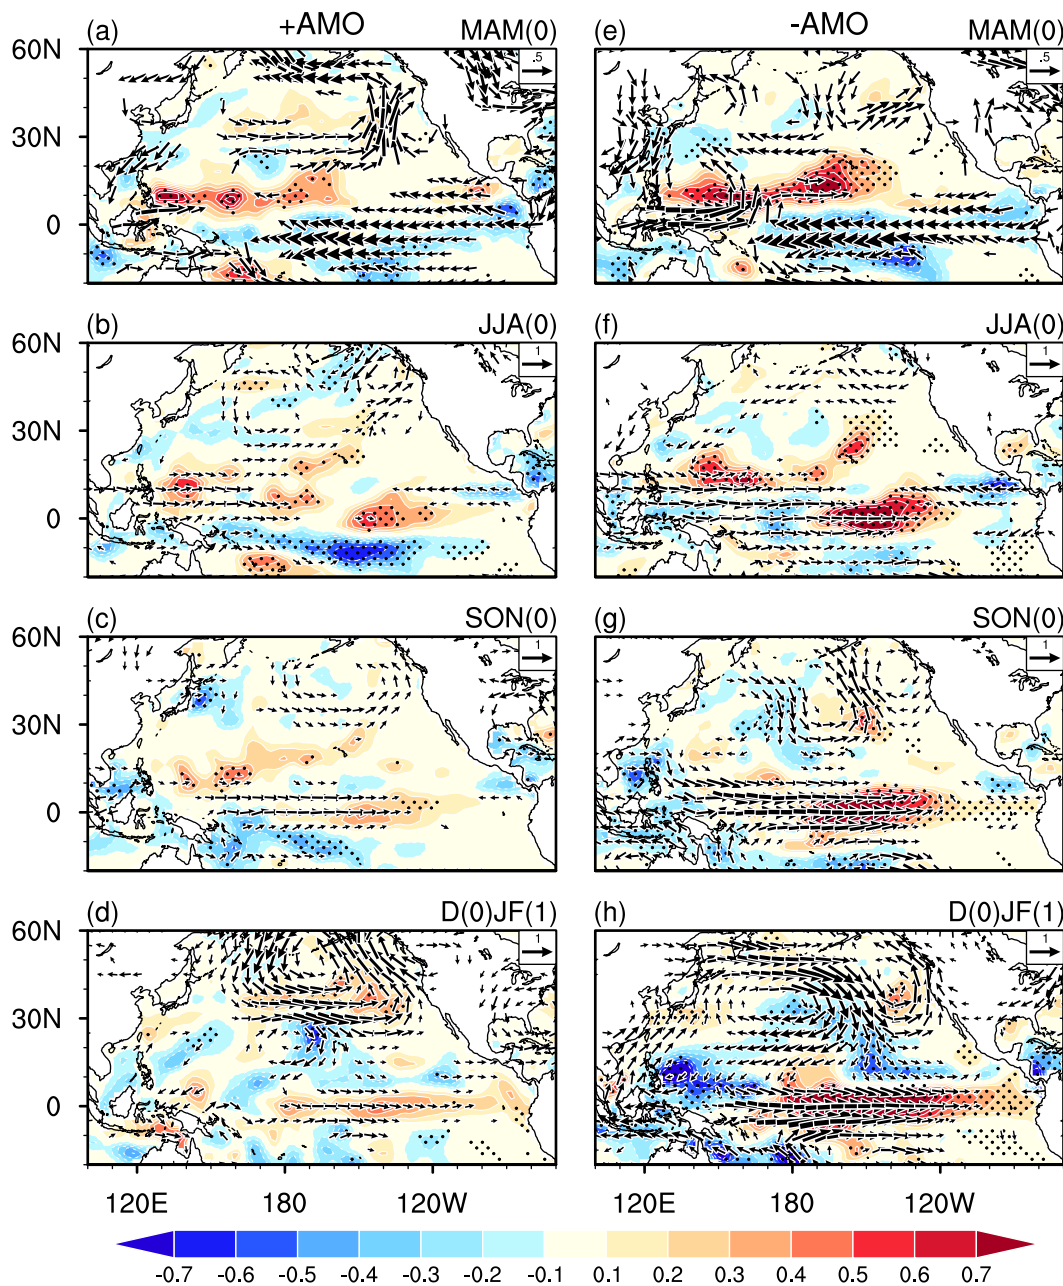 +AMO -AMO
(a) MAM(0) (e) MAM(0)
60N .5 .5
30N
0
(b) JJA(0) (f) JJA(0)
60N 1 1
30N
0
(c) SON(0) (g) SON(0)
60N 1 1
30N
0
(d) D(0)JF(1) (h) D(0)JF(1)
60N 1 1
30N
0
120E 180 120W 120E 180 120W
-0.7 -0.6 -0.5 -0.4 -0.3 -0.2 -0.1 0.1 0.2 0.3 0.4 0.5 0.6 0.7